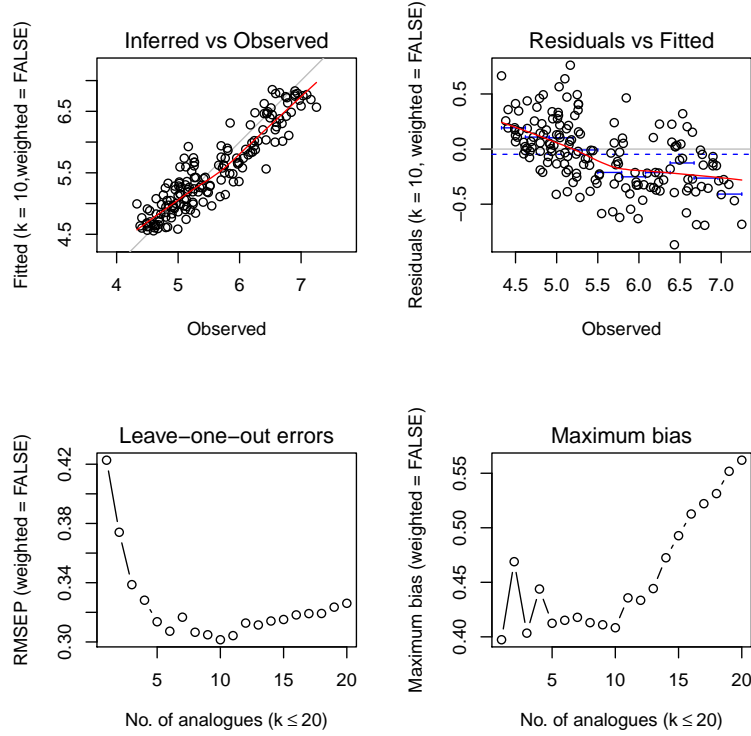 Inferred vs Observed
Fitted (k = 10,weighted = FALSE)
6.5
5.5
4.5
4 5 6 7
Observed
Residuals vs Fitted
Residuals (k = 10, weighted = FALSE)
0.5
0.0
−0.5
4.5 5.0 5.5 6.0 6.5 7.0
Observed
Leave−one−out errors
RMSEP (weighted = FALSE)
0.42
0.38
0.34
0.30
5 10 15 20
No. of analogues (k ≤ 20)
Maximum bias
Maximum bias (weighted = FALSE)
0.55
0.50
0.45
0.40
5 10 15 20
No. of analogues (k ≤ 20)